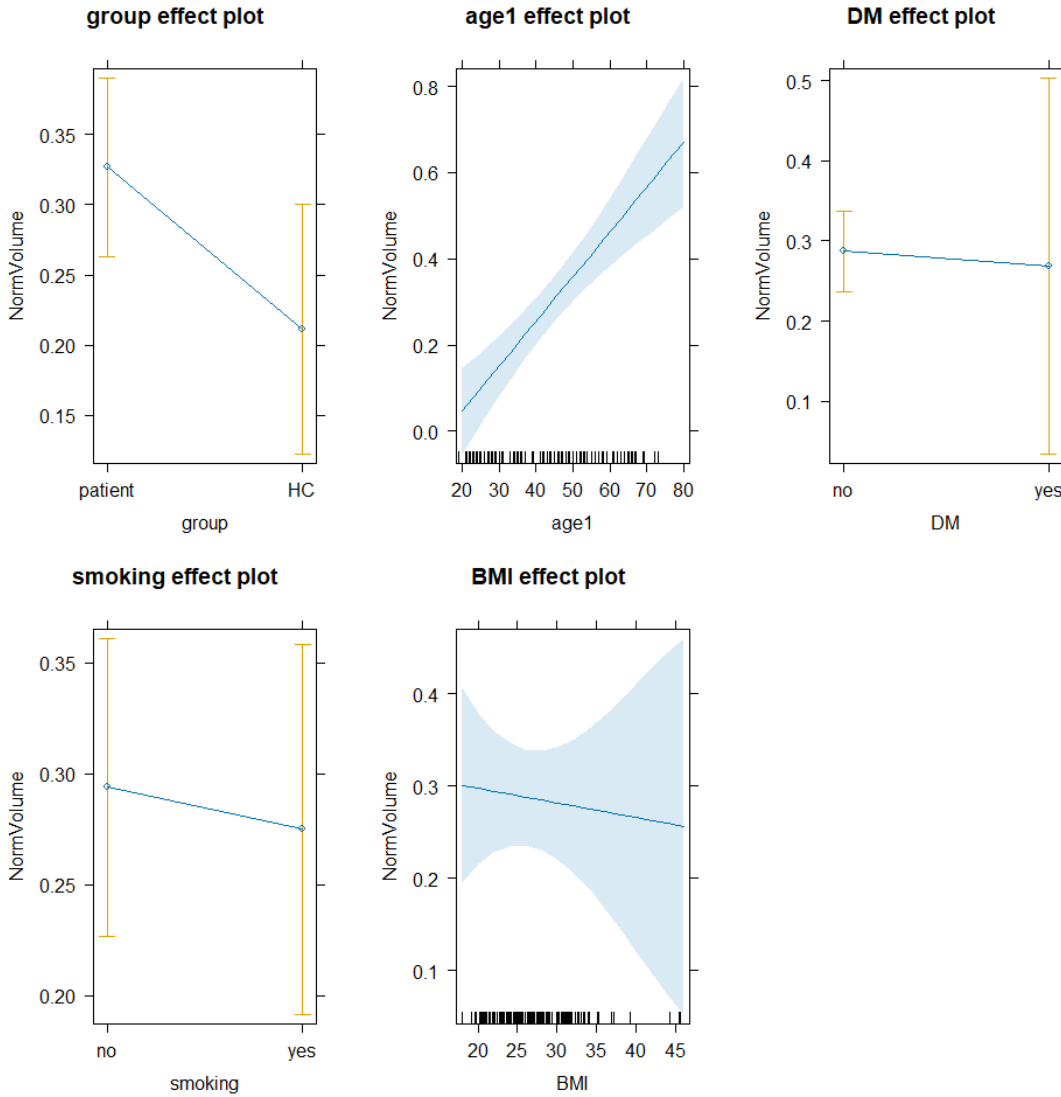 group effect plot
NormVolume
0.35
0.30
0.25
0.20
0.15
patient HC
group
age1 effect plot
NormVolume
0.8
0.6
0.4
0.2
0.0
20 30 40 50 60 70 80
age1
DM effect plot
NormVolume
0.5
0.4
0.3
0.2
0.1
no yes
DM
smoking effect plot
NormVolume
0.35
0.30
0.25
0.20
no yes
smoking
BMI effect plot
NormVolume
0.4
0.3
0.2
0.1
20 25 30 35 40 45
BMI